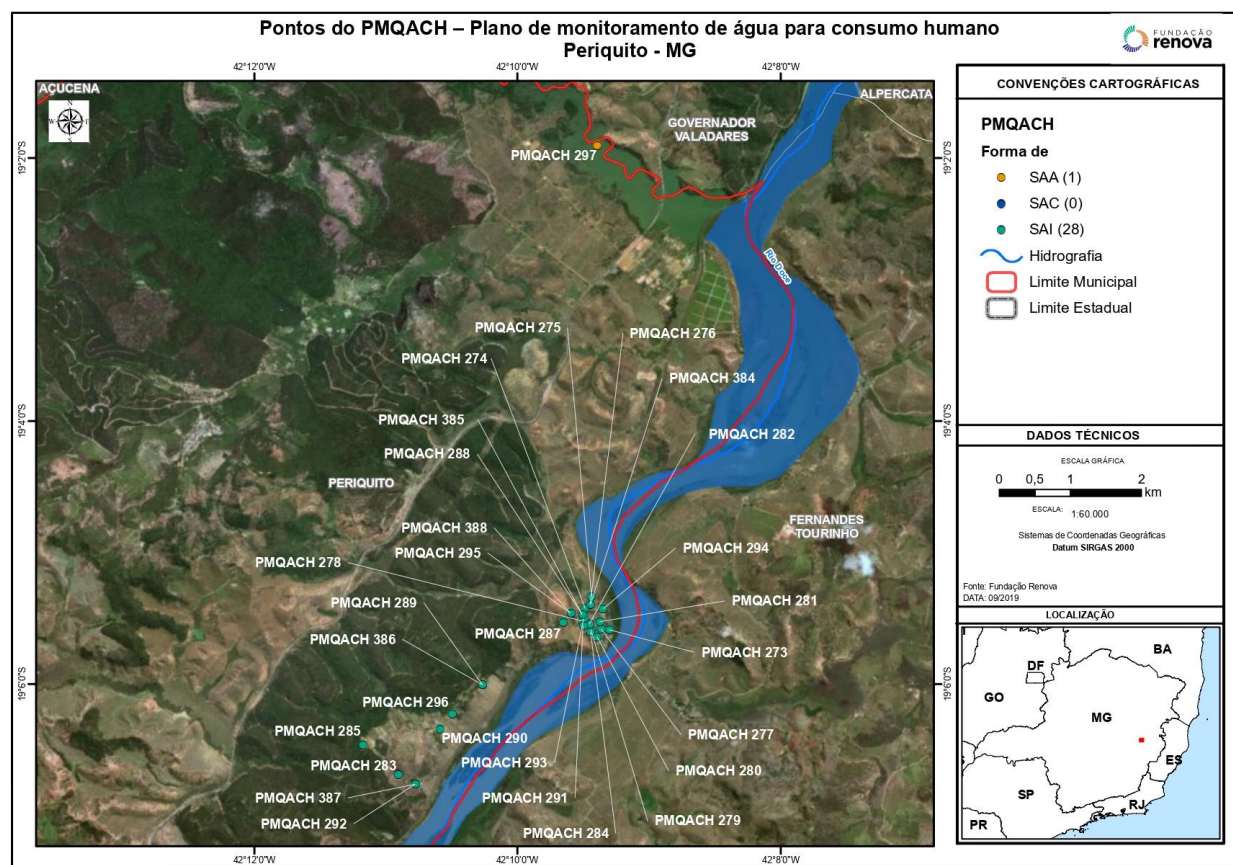 Pontos do PMQACH – Plano de monitoramento de água para consumo humano
Periquito - MG
FUNDAÇÃO
renova
42°12'0"W
42°10'0"W
42°8'0"W
AÇUCENA
N
W
E
S
ALPERCATA
GOVERNADOR
VALADARES
PMQACH 297
19°2'0"S
19°2'0"S
Rio Doce
PMQACH 275
PMQACH 276
PMQACH 274
PMQACH 384
PMQACH 385
PMQACH 282
19°4'0"S
19°4'0"S
PMQACH 288
PERIQUITO
PMQACH 388
FERNANDES
TOURINHO
PMQACH 295
PMQACH 294
PMQACH 278
PMQACH 289
PMQACH 281
PMQACH 287
PMQACH 386
PMQACH 273
19°6'0"S
19°6'0"S
PMQACH 296
PMQACH 285
PMQACH 290
PMQACH 277
PMQACH 283
PMQACH 293
PMQACH 280
PMQACH 387
PMQACH 291
PMQACH 292
PMQACH 279
PMQACH 284
42°12'0"W
42°10'0"W
42°8'0"W
CONVENÇÕES CARTOGRÁFICAS
PMQACH
Forma de
SAA (1)
SAC (0)
SAI (28)
Hidrografia
Limite Municipal
Limite Estadual
DADOS TÉCNICOS
ESCALA GRÁFICA
0 0,5 1 2
km
ESCALA: 1:60.000
Sistemas de Coordenadas Geográficas
Datum SIRGAS 2000
Fonte: Fundação Renova
DATA: 09/2019
LOCALIZAÇÃO
BA
DF
GO
MG
ES
SP
RJ
PR